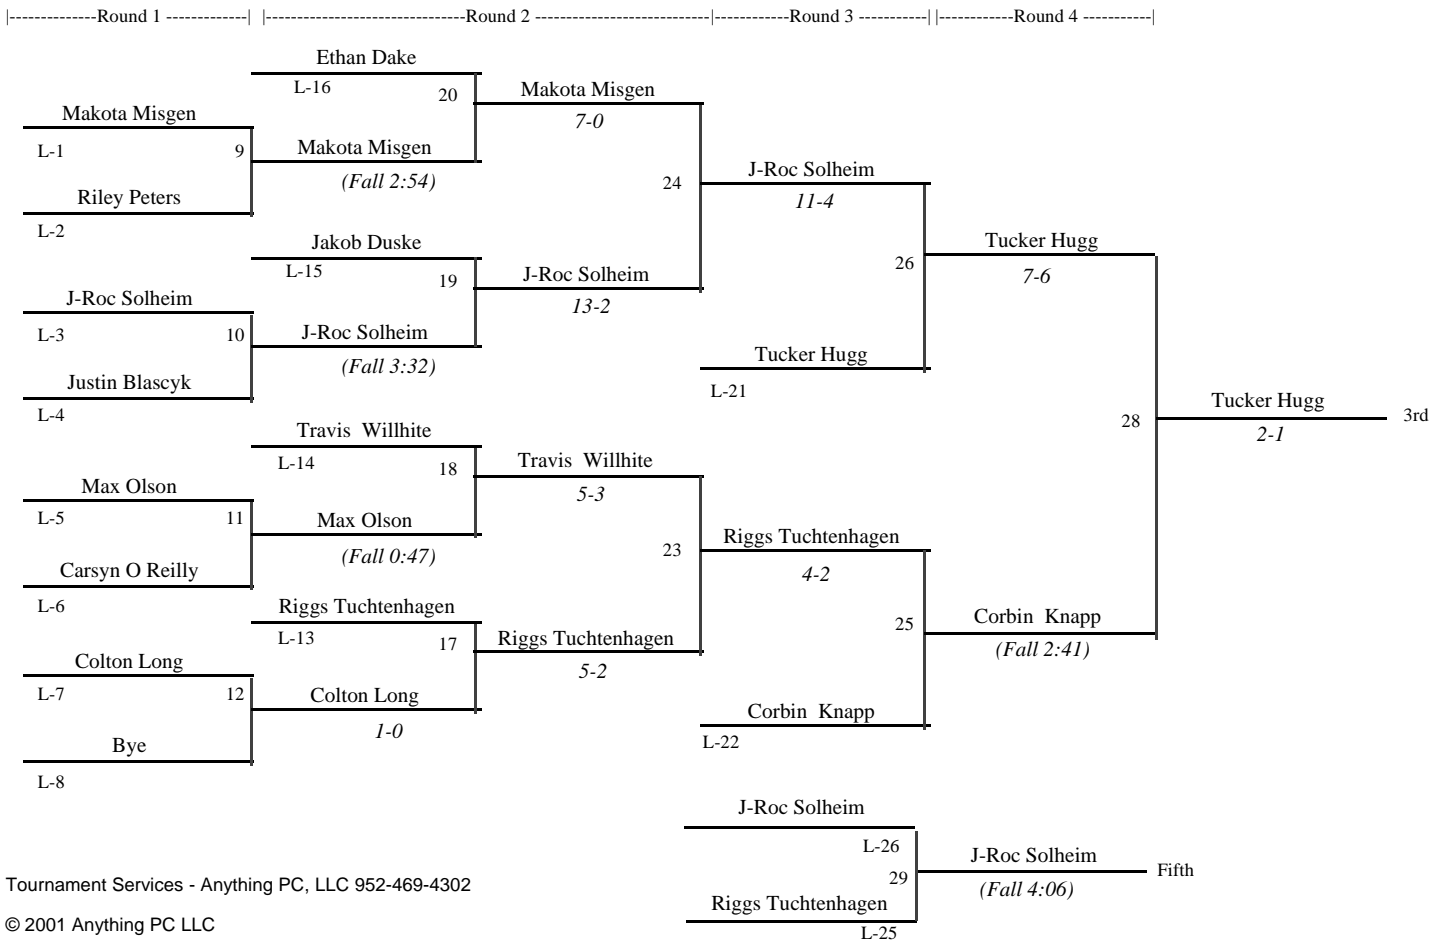 |--------------Round 1 -------------| |-------------------------------Round 2 ---------------------------|------------Round 3 -----------| |------------Round 4 -----------|
Ethan Dake
L-16
20
Makota Misgen
7-0
Makota Misgen
L-1
9
Makota Misgen
(Fall 2:54)
24
J-Roc Solheim
11-4
Riley Peters
L-2
Jakob Duske
L-15
19
J-Roc Solheim
13-2
26
Tucker Hugg
7-6
J-Roc Solheim
L-3
10
J-Roc Solheim
(Fall 3:32)
Tucker Hugg
L-21
Justin Blascyk
L-4
28
Tucker Hugg
2-1
3rd
Travis  Willhite
L-14
18
Travis  Willhite
5-3
Max Olson
L-5
11
Max Olson
(Fall 0:47)
23
Riggs Tuchtenhagen
4-2
Carsyn O Reilly
L-6
Riggs Tuchtenhagen
L-13
17
Riggs Tuchtenhagen
5-2
25
Corbin  Knapp
(Fall 2:41)
Colton Long
L-7
12
Colton Long
1-0
Corbin  Knapp
L-22
Bye
L-8
J-Roc Solheim
L-26
29
J-Roc Solheim
(Fall 4:06)
Fifth
Riggs Tuchtenhagen
L-25
Tournament Services - Anything PC, LLC 952-469-4302
© 2001 Anything PC LLC